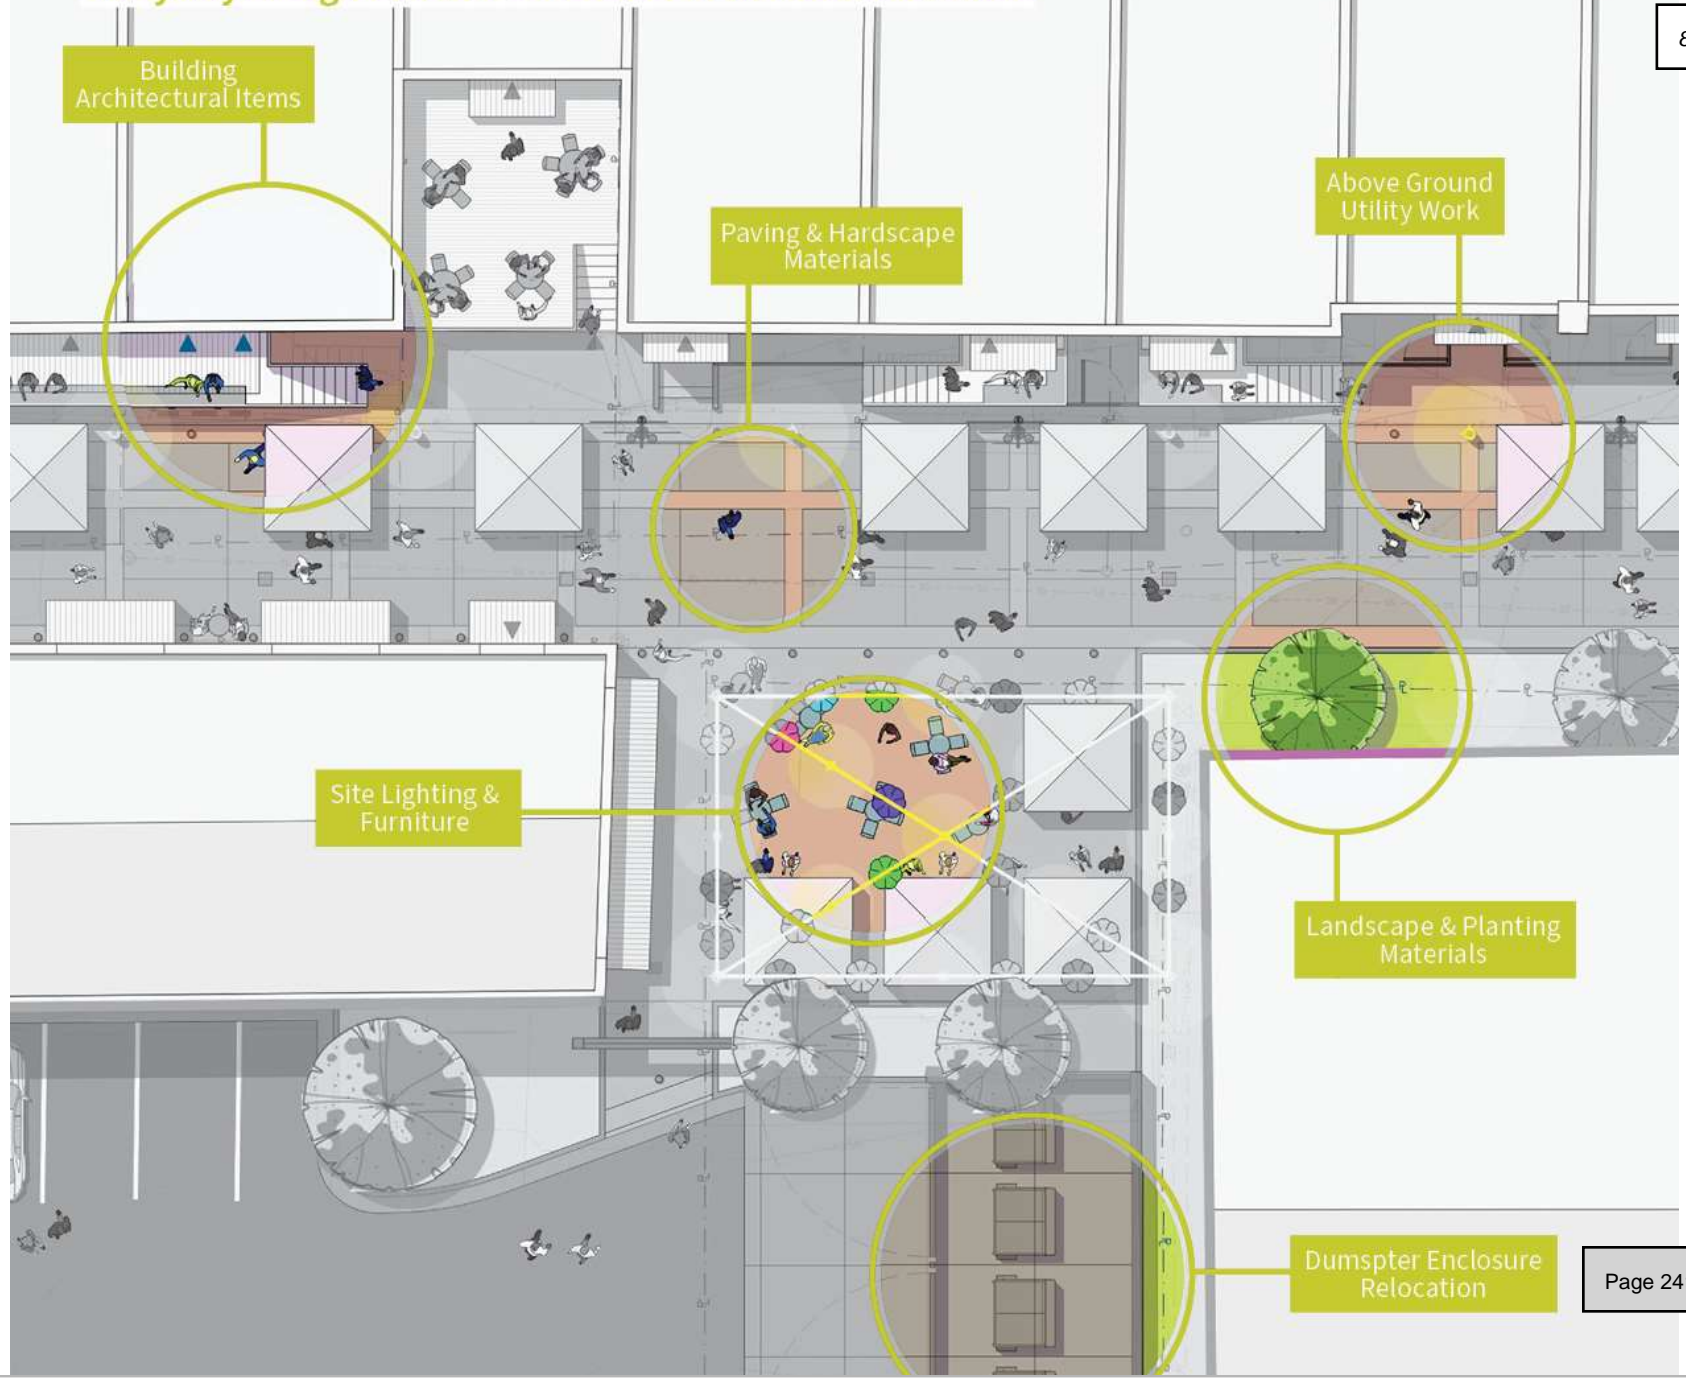 Building
Architectural Items
Above Ground
Utility Work
Paving & Hardscape
Materials
Site Lighting &
Furniture
Landscape & Planting
Materials
Dumspter Enclosure
Relocation
Page 24